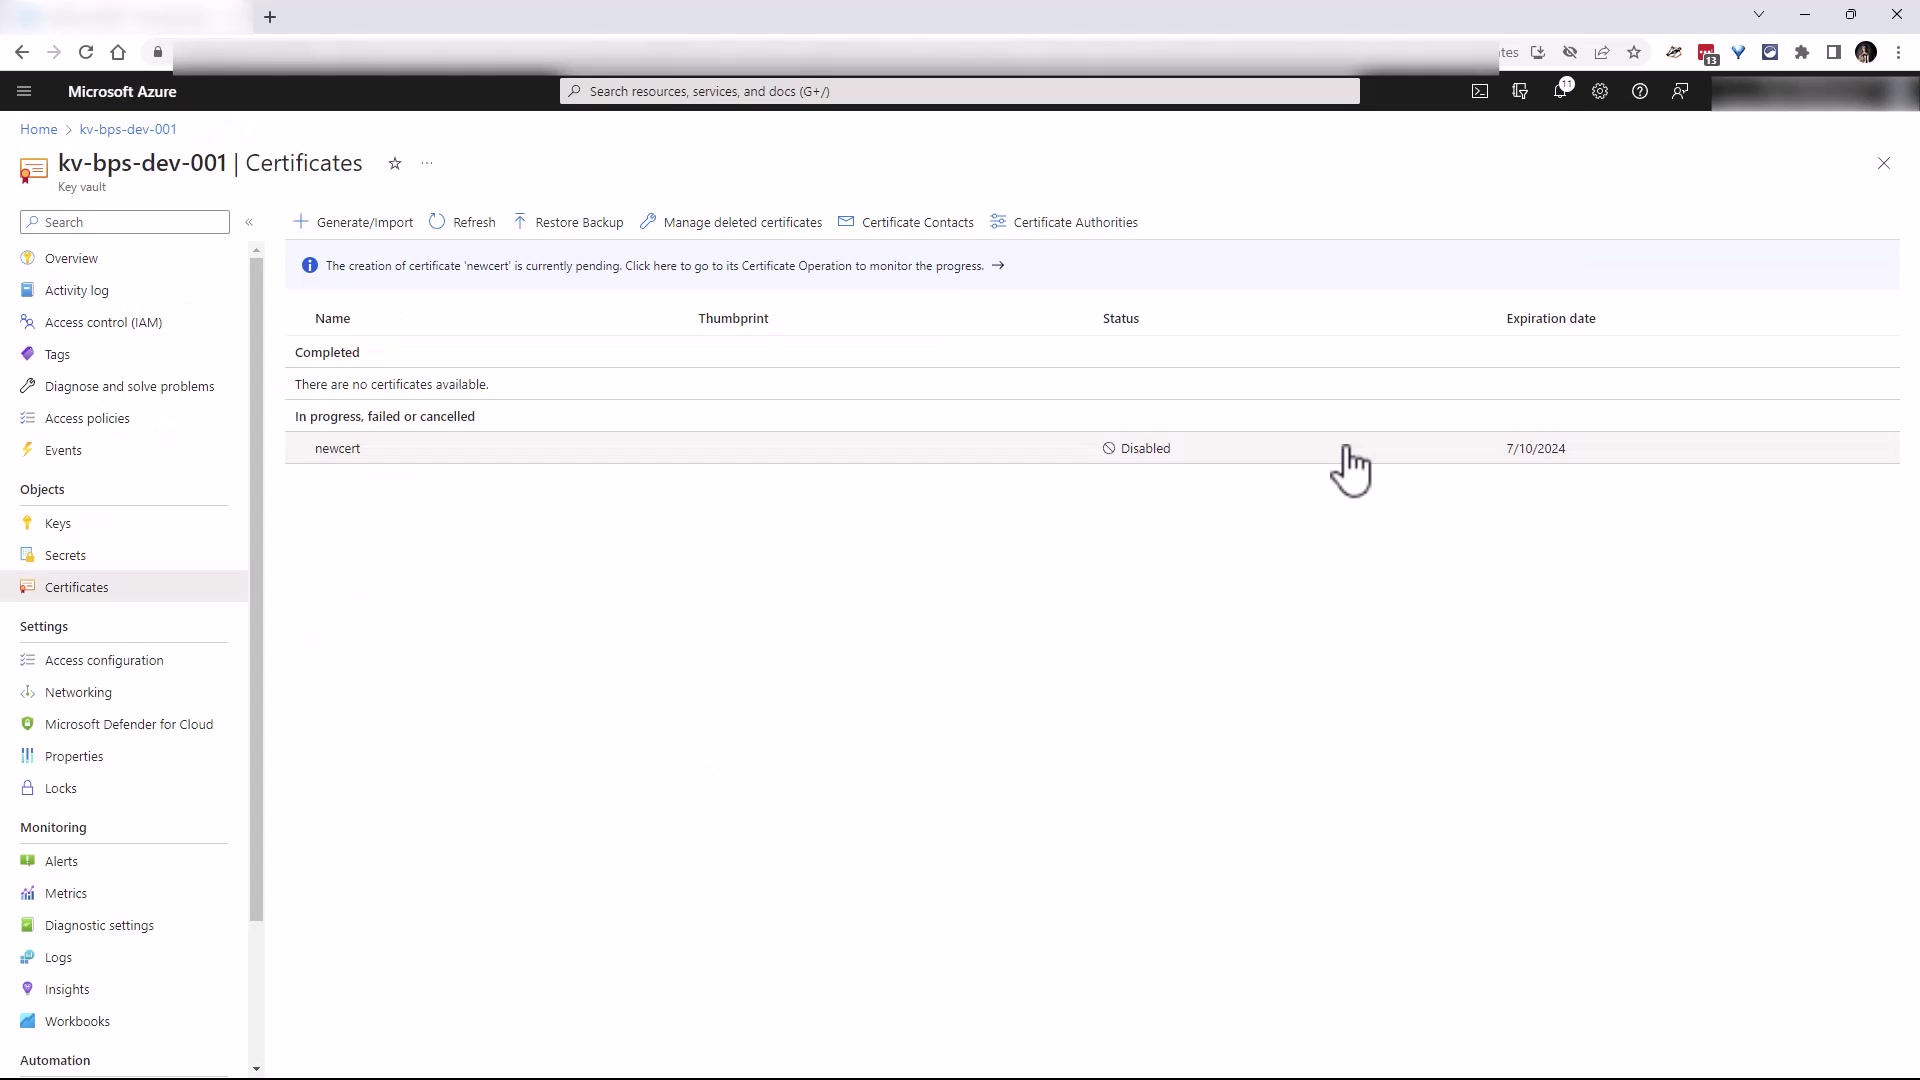 tes
13
Microsoft Azure
Search resources, services, and docs (G+/)
11
Home > kv-bps-dev-001
kv-bps-dev-001 | Certificates
Key vault
Search
«
Generate/Import
Refresh
Restore Backup
Manage deleted certificates
Certificate Contacts
Certificate Authorities
Overview
Activity log
Access control (IAM)
Tags
Diagnose and solve problems
Access policies
Events
Objects
Keys
Secrets
Certificates
Settings
Access configuration
Networking
Microsoft Defender for Cloud
Properties
Locks
Monitoring
Alerts
Metrics
Diagnostic settings
Logs
Insights
Workbooks
Automation
The creation of certificate 'newcert' is currently pending. Click here to go to its Certificate Operation to monitor the progress. →
Name Thumbprint Status Expiration date
Completed
There are no certificates available.
In progress, failed or cancelled
newcert Disabled 7/10/2024